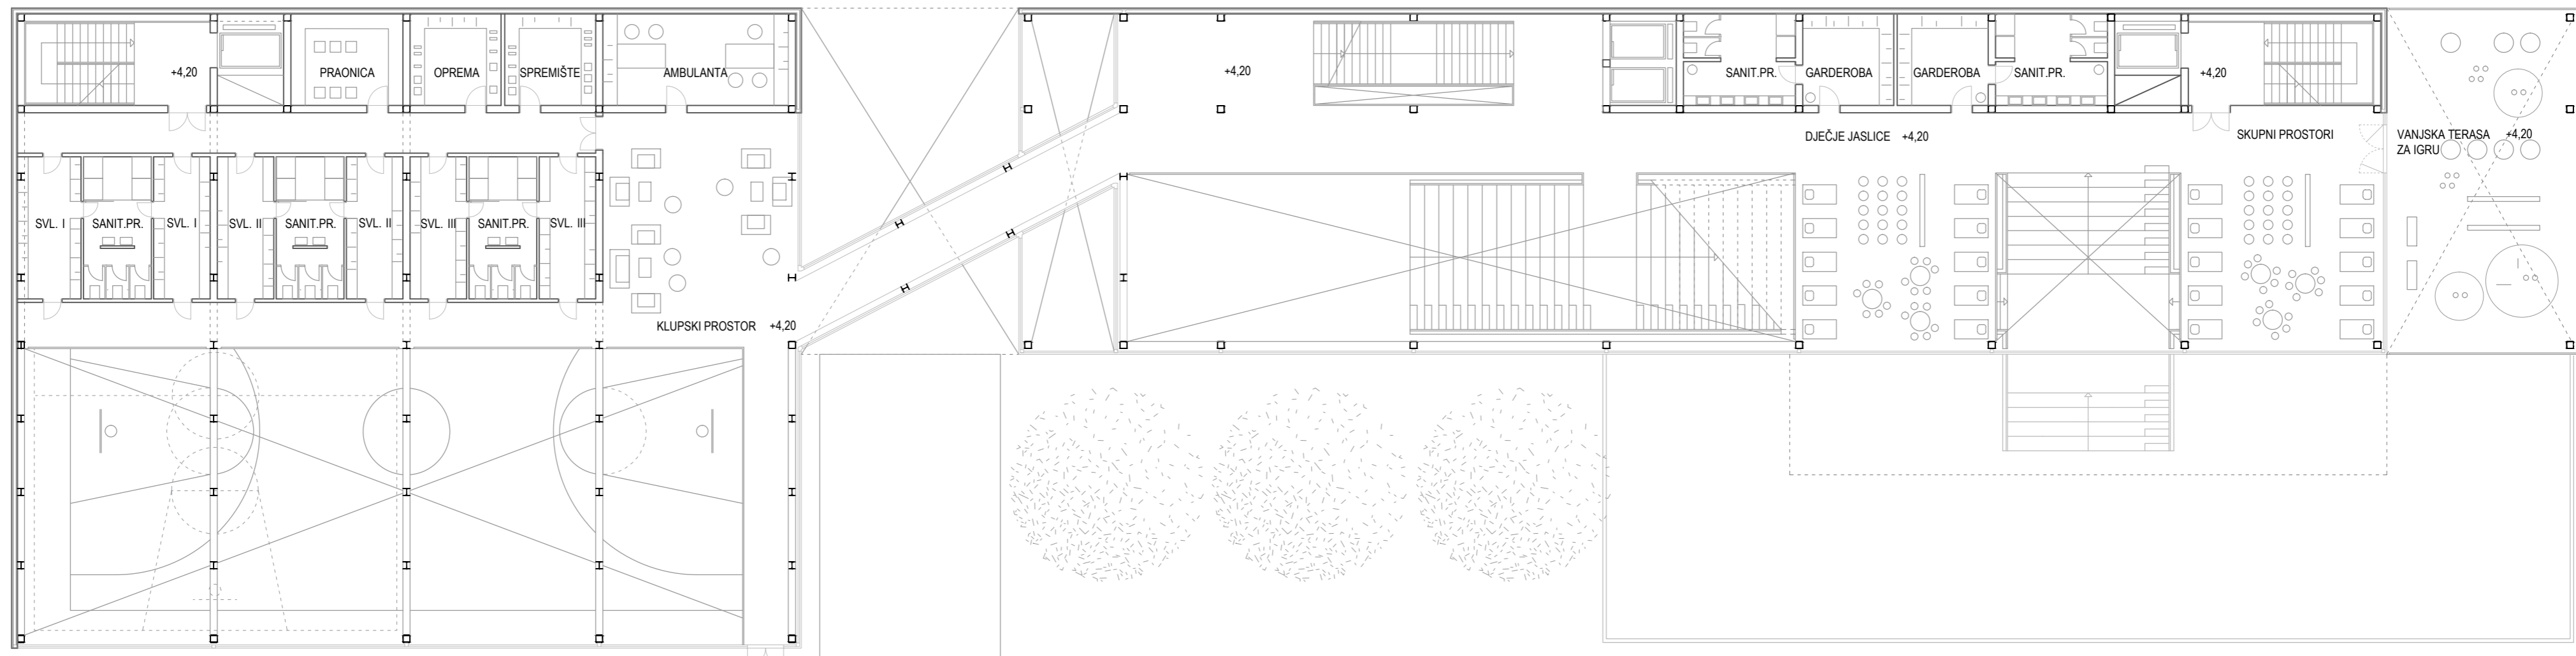 +4,20
PRAONICA
OPREMA
SPREMIŠTE
AMBULANTA
+4,20
SANIT.PR.
GARDEROBA
GARDEROBA
SANIT.PR.
+4,20
DJEČJE JASLICE +4,20
SKUPNI PROSTORI
VANJSKA TERASA +4,20
ZA IGRU
SVL. I
SANIT.PR.
SVL. I
SVL. II
SANIT.PR.
SVL. II
SVL. III
SANIT.PR.
SVL. III
KLUPSKI PROSTOR +4,20